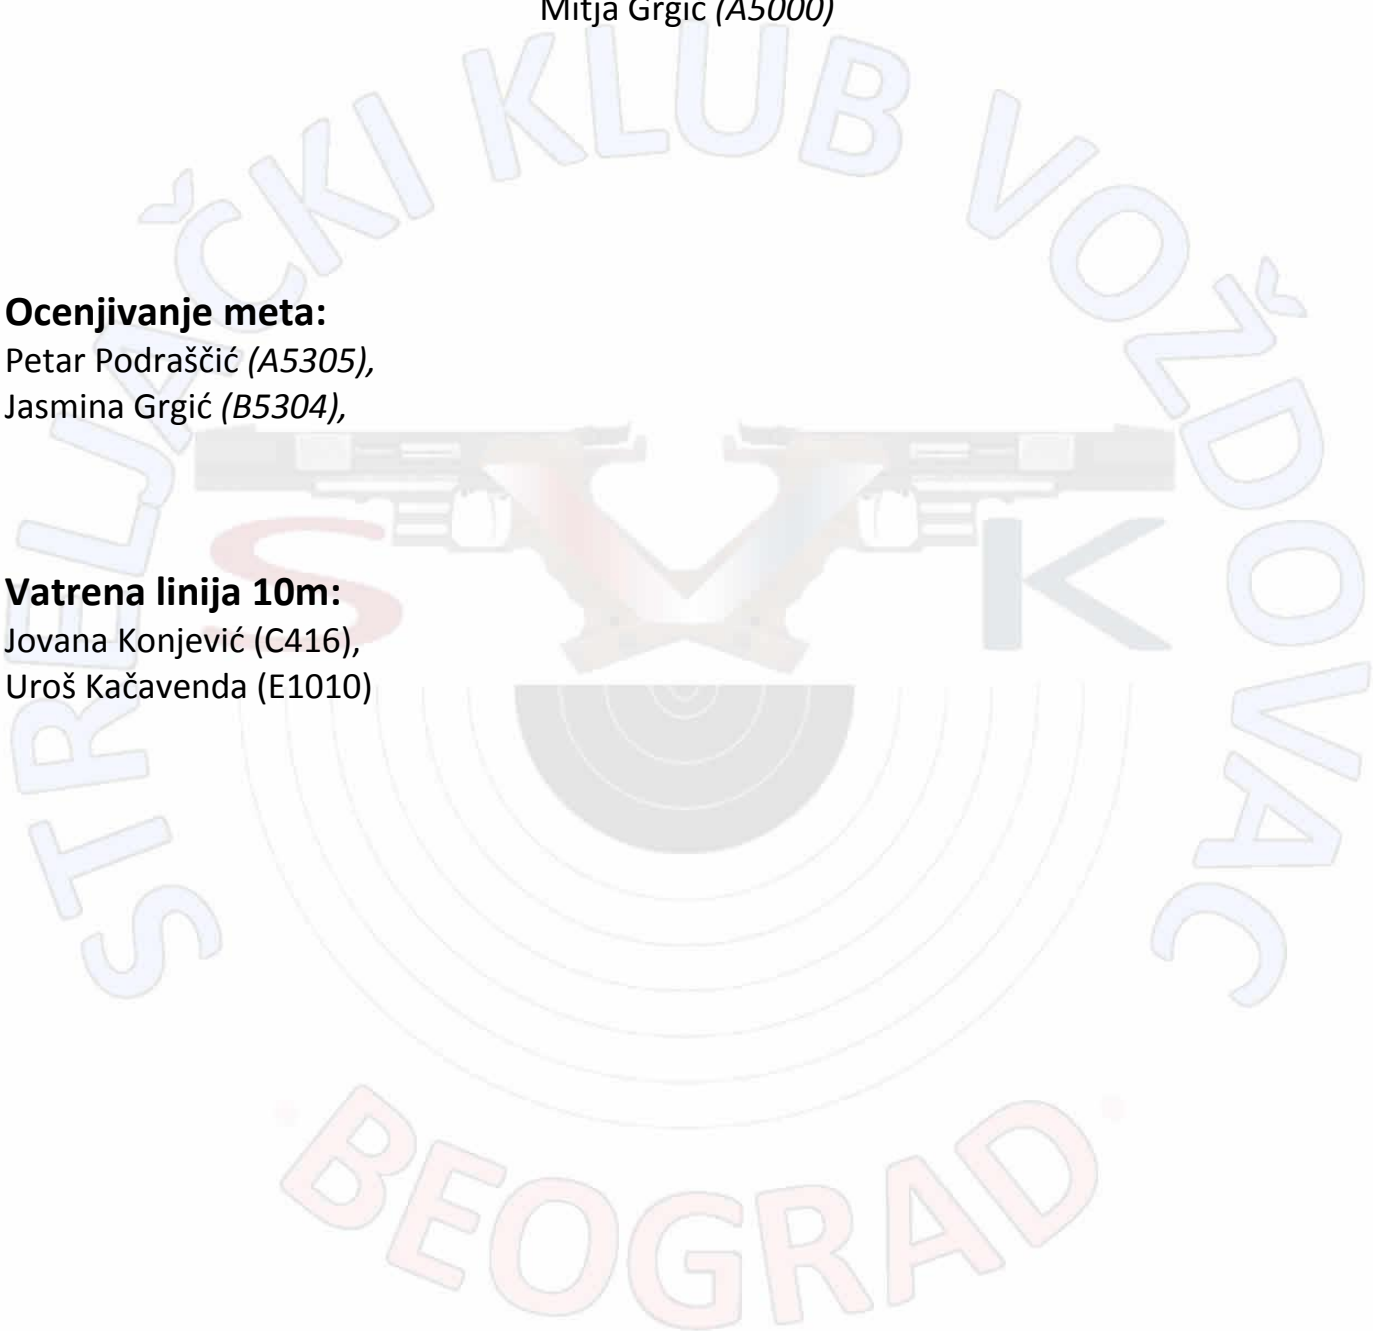 Mitja Grgić (A5000)
STRELJAČKI KLUB VOŽDOVAC
Ocenjivanje meta:
Petar Podraščić (A5305),
Jasmina Grgić (B5304),
S K
Vatrena linija 10m:
Jovana Konjević (C416),
Uroš Kačavenda (E1010)
BEOGRAD